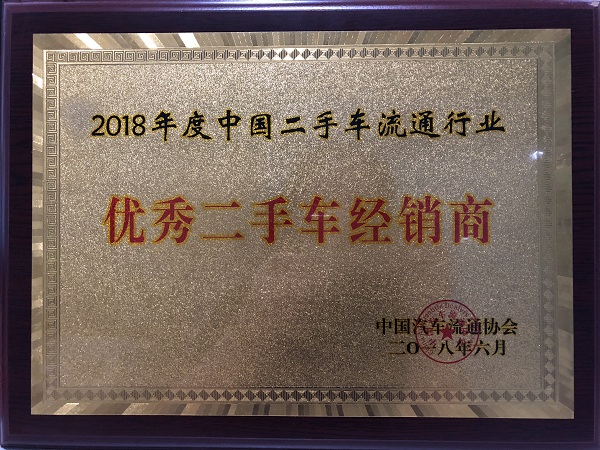 2018年度中国二手车流通行业
优秀二手车经销商
中国汽车流通协会
二〇一八年六月